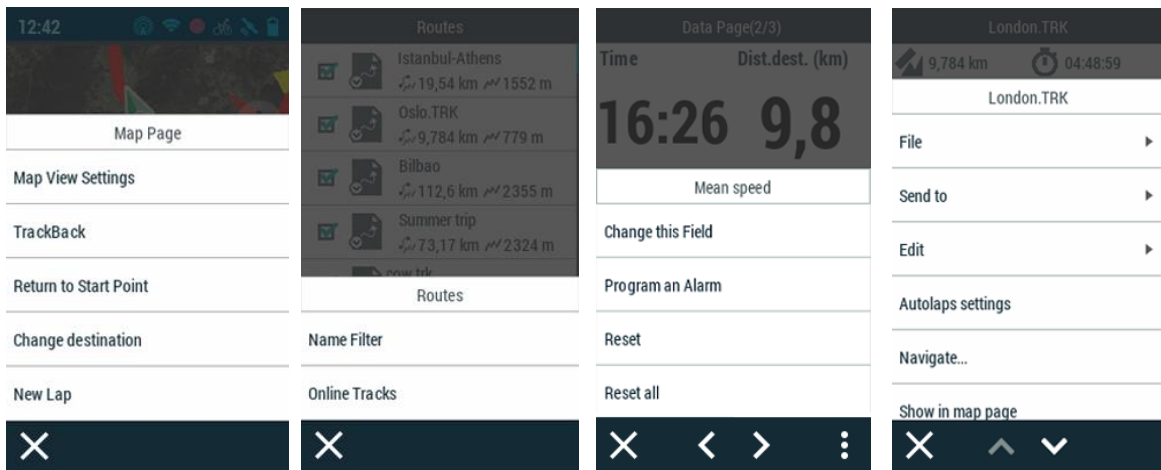 12:42
Map Page
Map View Settings
TrackBack
Return to Start Point
Change destination
New Lap
Routes
Istanbul-Athens
19,54 km 1552 m
Oslo.TRK
9,784 km 779 m
Bilbao
112,6 km 2355 m
Summer trip
73,17 km 2324 m
cow.trk
Routes
Name Filter
Online Tracks
Data Page(2/3)
Time Dist.dest. (km)
16:26 9,8
Mean speed
Change this Field
Program an Alarm
Reset
Reset all
London.TRK
9,784 km 04:48:59
London.TRK
File
Send to
Edit
Autolaps settings
Navigate...
Show in map page